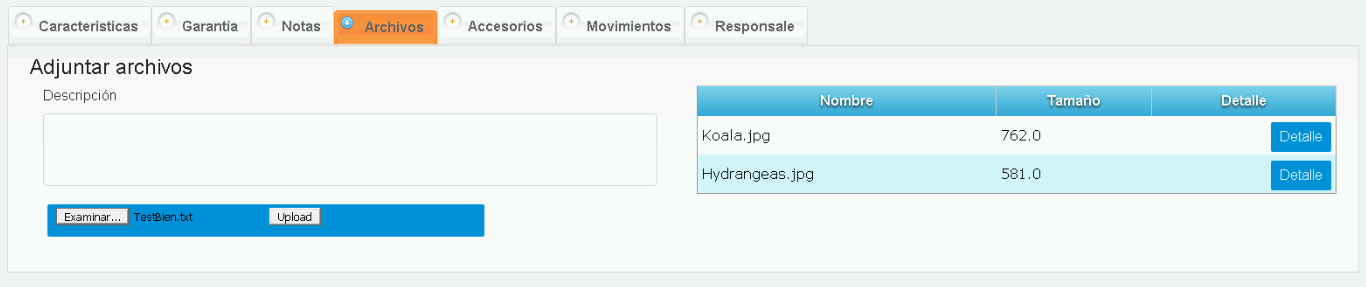 Caracteristicas Garantía Notas Archivos Accesorios Movimientos Responsale
Adjuntar archivos
Descripción
Nombre Tamaño Detalle
Koala.jpg 762.0 Detalle
Hydrangeas.jpg 581.0 Detalle
Examinar... TestBien.txt Upload